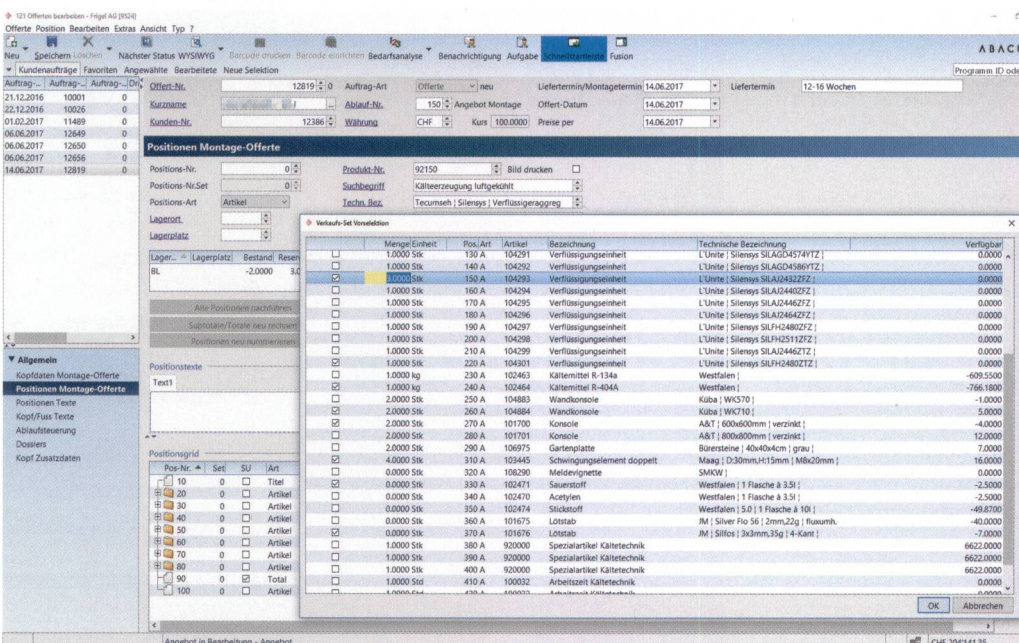 121 Offerten bearbeiten - Frigel AG [9524]
Offerte Position Bearbeiten Extras Ansicht Typ ?
Neu Speichern Löschen Nächster Status WYSIWYG Barcode drucken Barcode einrichten Bedarfsanalyse Benachrichtigung Aufgabe Schnellstartleiste Fusion
ABACU
Kundenaufträge Favoriten Angewählte Bearbeitete Neue Selektion
Programm ID ode
Auftrag-... Auftrag-... Auftrag-... Dri
21.12.2016 10001 0
22.12.2016 10026 0
01.02.2017 11489 0
06.06.2017 12649 0
06.06.2017 12650 0
06.06.2017 12656 0
14.06.2017 12819 0
Offert-Nr. 12819 0 Auftrag-Art Offerte neu Liefertermin/Montagetermin 14.06.2017 Liefertermin 12-16 Wochen
Kurzname ... Ablauf-Nr. 150 Angebot Montage Offert-Datum 14.06.2017
Kunden-Nr. 12386 Währung CHF Kurs 100.0000 Preise per 14.06.2017
Positionen Montage-Offerte
Positions-Nr. 0 Produkt-Nr. 92150 Bild drucken
Positions-Nr.Set 0 Suchbegriff Kälteerzeugung luftgekühlt
Positions-Art Artikel Techn. Bez. Tecumseh ¦ Silensys ¦ Verflüssigeraggreg
Lagerort
Lagerplatz
Lager... Lagerplatz Bestand Reser
BL -2.0000 3.0
Alle Positionen nachführen
Subtotale/Totale neu rechnen
Positionen neu nummerieren
Allgemein
Kopfdaten Montage-Offerte
Positionen Montage-Offerte
Positionen Texte
Kopf/Fuss Texte
Ablaufsteuerung
Dossiers
Kopf Zusatzdaten
Positionstexte
Text1
Positionsgrid
Pos-Nr. Set SU Art
10 0 Titel
20 0 Artikel
30 0 Artikel
40 0 Artikel
50 0 Artikel
60 0 Artikel
70 0 Artikel
80 0 Artikel
90 0 Total
100 0 Artikel
Verkaufs-Set Vorselektion
Menge Einheit Pos. Art Artikel Bezeichnung Technische Bezeichnung Verfügbar
1.0000 Stk 130 A 104291 Verflüssigungseinheit L'Unite ¦ Silensys SILAGD4574YTZ ¦ 0.0000
1.0000 Stk 140 A 104292 Verflüssigungseinheit L'Unite ¦ Silensys SILAGD4586YTZ ¦ 0.0000
3.0000 Stk 150 A 104293 Verflüssigungseinheit L'Unite ¦ Silensys SILAJ2432ZFZ ¦ 0.0000
1.0000 Stk 160 A 104294 Verflüssigungseinheit L'Unite ¦ Silensys SILAJ2440ZFZ ¦ 0.0000
1.0000 Stk 170 A 104295 Verflüssigungseinheit L'Unite ¦ Silensys SILAJ2446ZFZ ¦ 0.0000
1.0000 Stk 180 A 104296 Verflüssigungseinheit L'Unite ¦ Silensys SILAJ2464ZFZ ¦ 0.0000
1.0000 Stk 190 A 104297 Verflüssigungseinheit L'Unite ¦ Silensys SILFH2480ZFZ ¦ 0.0000
1.0000 Stk 200 A 104298 Verflüssigungseinheit L'Unite ¦ Silensys SILFH2511ZFZ ¦ 0.0000
1.0000 Stk 210 A 104299 Verflüssigungseinheit L'Unite ¦ Silensys SILAJ2446ZTZ ¦ 0.0000
1.0000 Stk 220 A 104301 Verflüssigungseinheit L'Unite ¦ Silensys SILFH2480ZTZ ¦ 0.0000
1.0000 kg 230 A 102463 Kältemittel R-134a Westfalen ¦ -609.5500
1.0000 kg 240 A 102464 Kältemittel R-404A Westfalen ¦ -766.1800
2.0000 Stk 250 A 104883 Wandkonsole Küba ¦ WK570 ¦ -1.0000
2.0000 Stk 260 A 104884 Wandkonsole Küba ¦ WK710 ¦ 5.0000
2.0000 Stk 270 A 101700 Konsole A&T ¦ 600x600mm ¦ verzinkt ¦ -4.0000
2.0000 Stk 280 A 101701 Konsole A&T ¦ 800x800mm ¦ verzinkt ¦ 12.0000
2.0000 Stk 290 A 106975 Gartenplatte Bürersteine ¦ 40x40x4cm ¦ grau ¦ 7.0000
4.0000 Stk 310 A 103445 Schwingungselement doppelt Maag ¦ D:30mm,H:15mm ¦ M8x20mm ¦ 16.0000
0.0000 Stk 320 A 108290 Meldevignette SMKW ¦ 0.0000
0.0000 Stk 330 A 102471 Sauerstoff Westfalen ¦ 1 Flasche à 3.5l ¦ -2.5000
0.0000 Stk 340 A 102470 Acetylen Westfalen ¦ 1 Flasche à 3.5l ¦ -2.5000
0.0000 Stk 350 A 102474 Stickstoff Westfalen ¦ 5.0 ¦ 1 Flasche à 10l ¦ -49.8700
0.0000 Stk 360 A 101675 Lötstab JM ¦ Silver Flo 56 ¦ 2mm,22g ¦ fluxumh. -40.0000
0.0000 Stk 370 A 101676 Lötstab JM ¦ Silfos ¦ 3x3mm,35g ¦ 4-Kant ¦ -7.0000
1.0000 Stk 380 A 920000 Spezialartikel Kältetechnik 6622.0000
1.0000 Stk 390 A 920000 Spezialartikel Kältetechnik 6622.0000
1.0000 Stk 400 A 920000 Spezialartikel Kältetechnik 6622.0000
1.0000 Std 410 A 100032 Arbeitszeit Kältetechnik 0.0000
OK Abbrechen
Angebot in Bearbeitung - Angebot
CHF 204'141.35